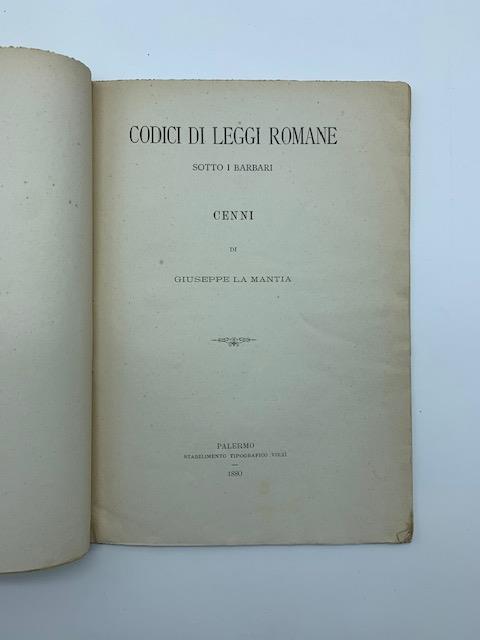 CODICI DI LEGGI ROMANE
SOTTO I BARBARI
CENNI
DI
GIUSEPPE LA MANTIA
PALERMO
STABILIMENTO TIPOGRAFICO VIRZÌ
1880